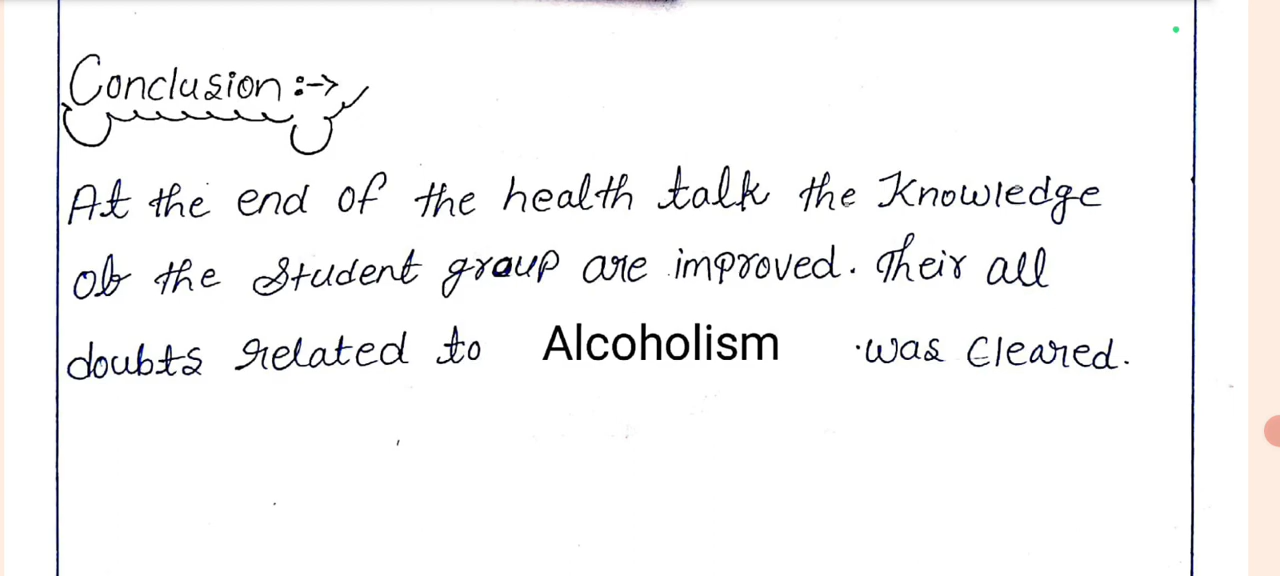 Conclusion :->
At the end of the health talk the Knowledge
of the Student group are improved. Their all
doubts related to Alcoholism was Cleared.